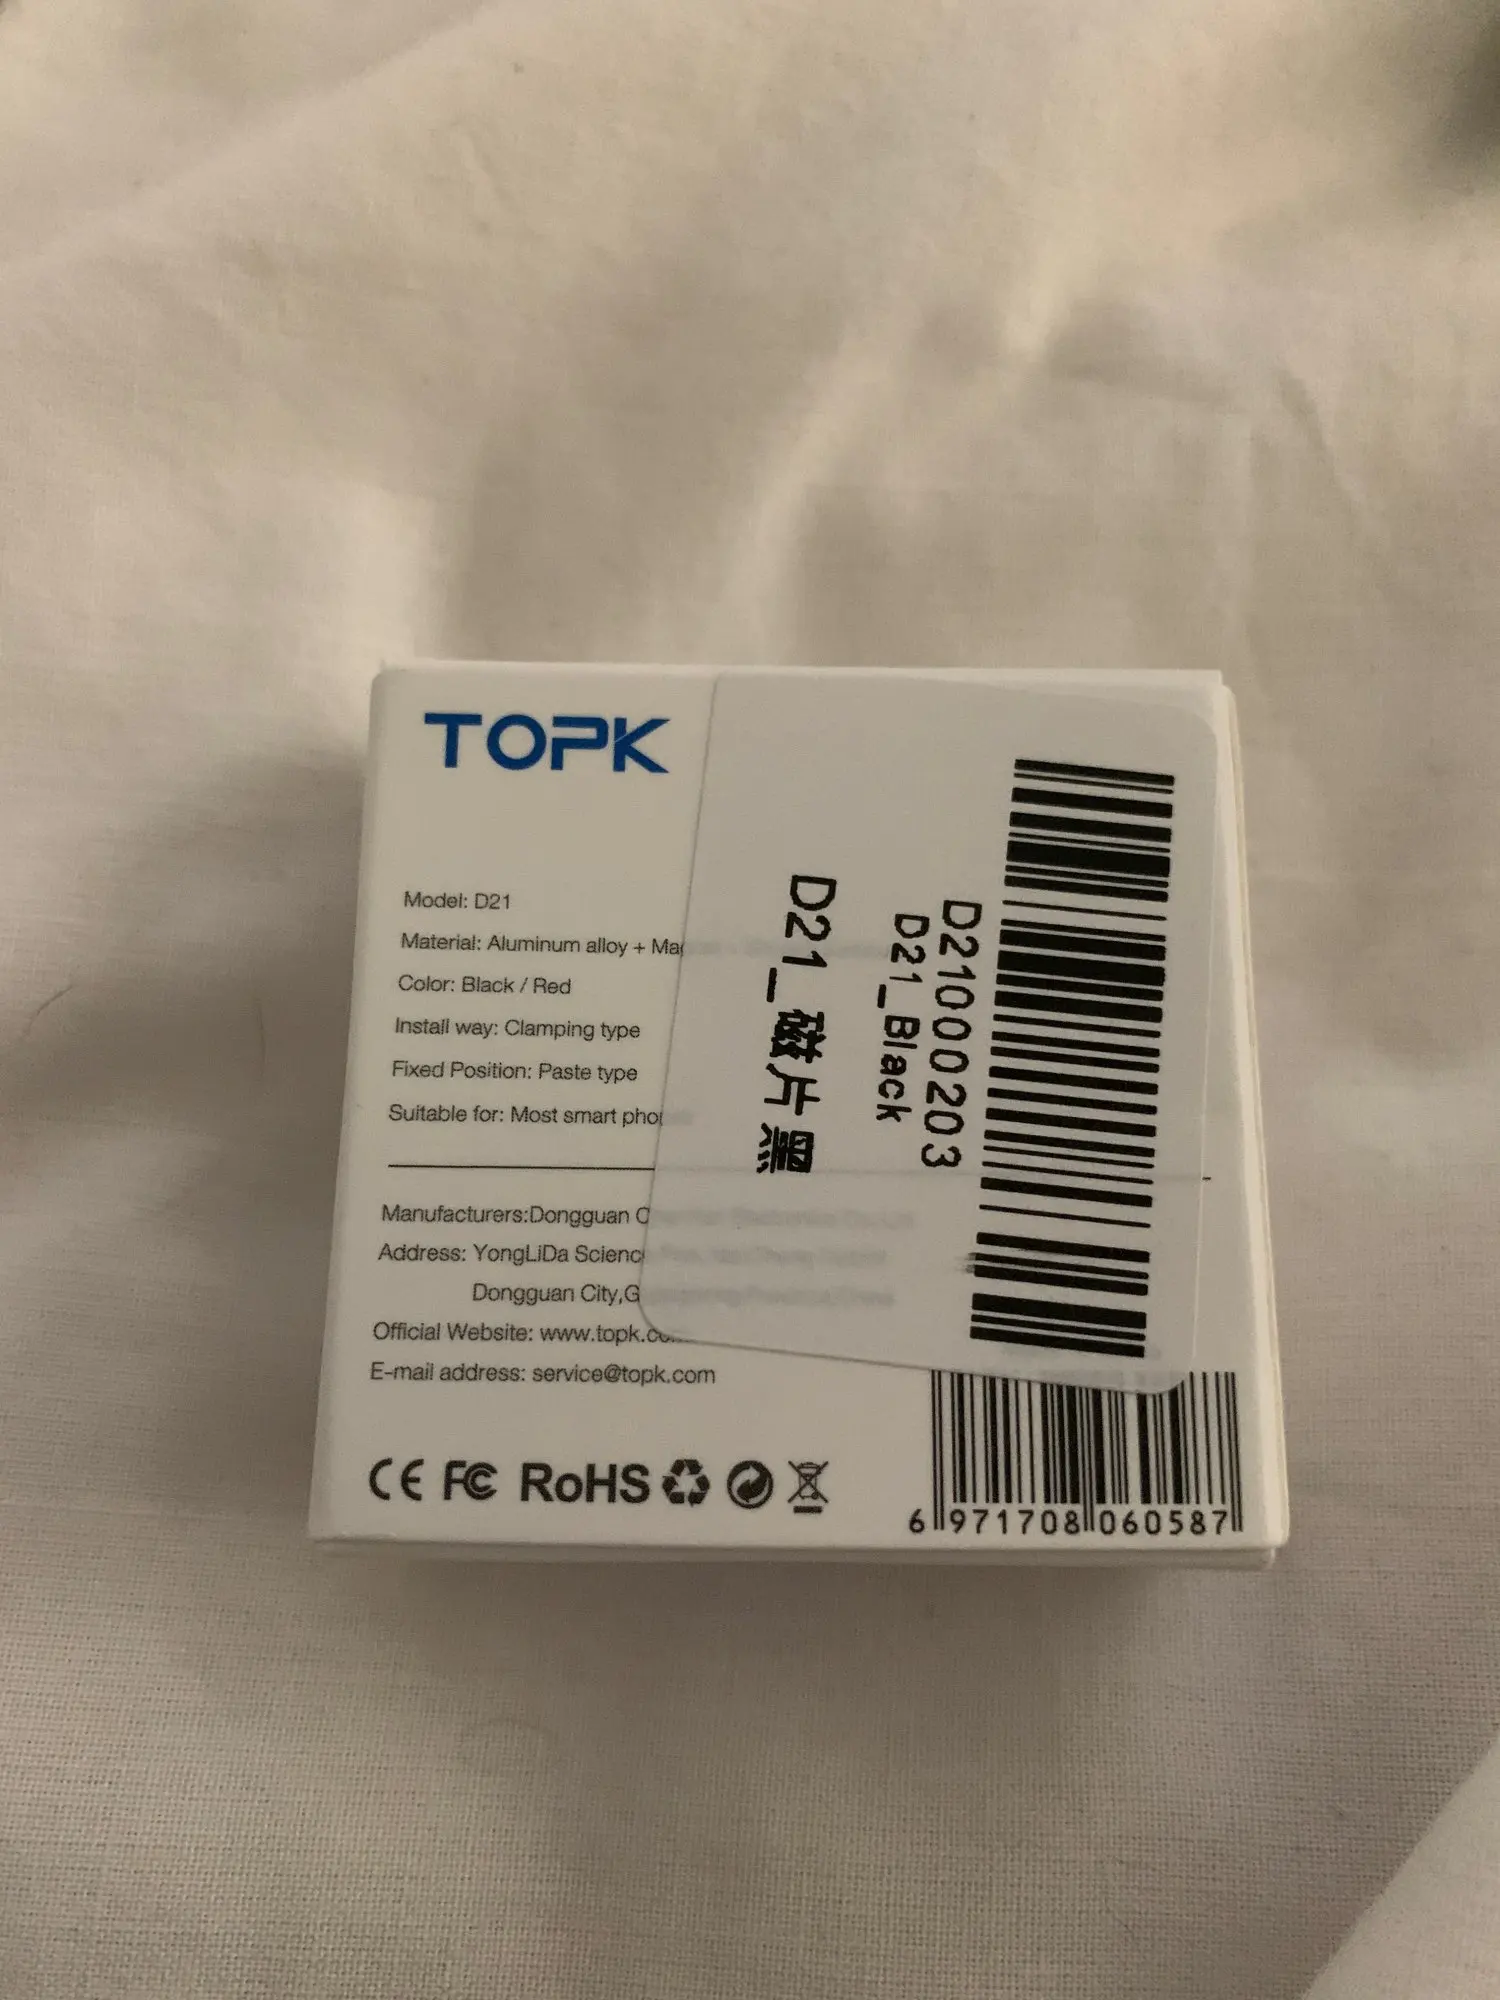 TOPK
Model: D21
Material: Aluminum alloy + Ma
Color: Black / Red
Install way: Clamping type
Fixed Position: Paste type
Suitable for: Most smart pho
Manufacturers:Dongguan C
Address: YongLiDa Scienc
Dongguan City,G
Official Website: www.topk.co
E-mail address: service@topk.com
CE FC RoHS
6 971708 060587
D21000203
D21_Black
D21_磁片黑